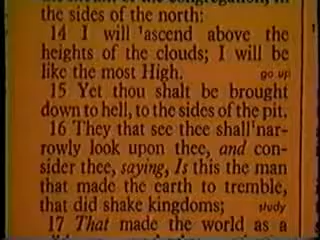 the sides of the north:
14 I will 'ascend above the
heights of the clouds; I will be
like the most High. go up
15 Yet thou shalt be brought
down to hell, to the sides of the pit.
16 They that see thee shall 'nar-
rowly look upon thee, and con-
sider thee, saying, Is this the man
that made the earth to tremble,
that did shake kingdoms; study
17 That made the world as a